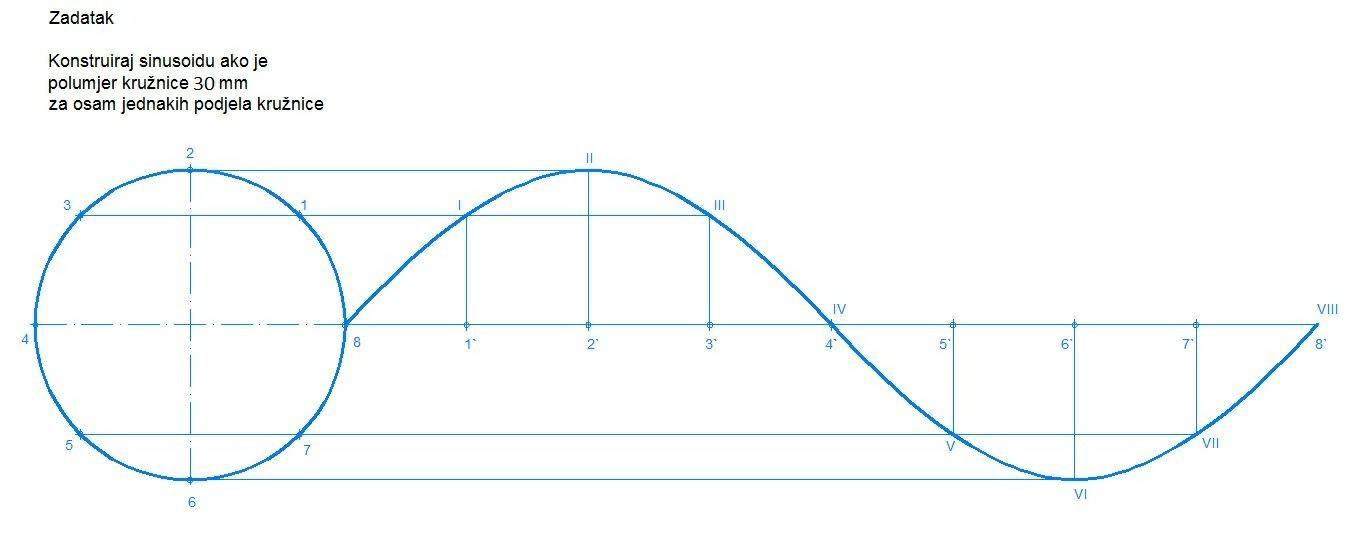 Zadatak
Konstruiraj sinusoidu ako je
polumjer kružnice 30 mm
za osam jednakih podjela kružnice
2 II
3 1 I III
IV VIII
4 8 1` 2` 3` 4` 5` 6` 7` 8`
5 7 V VII
6 VI